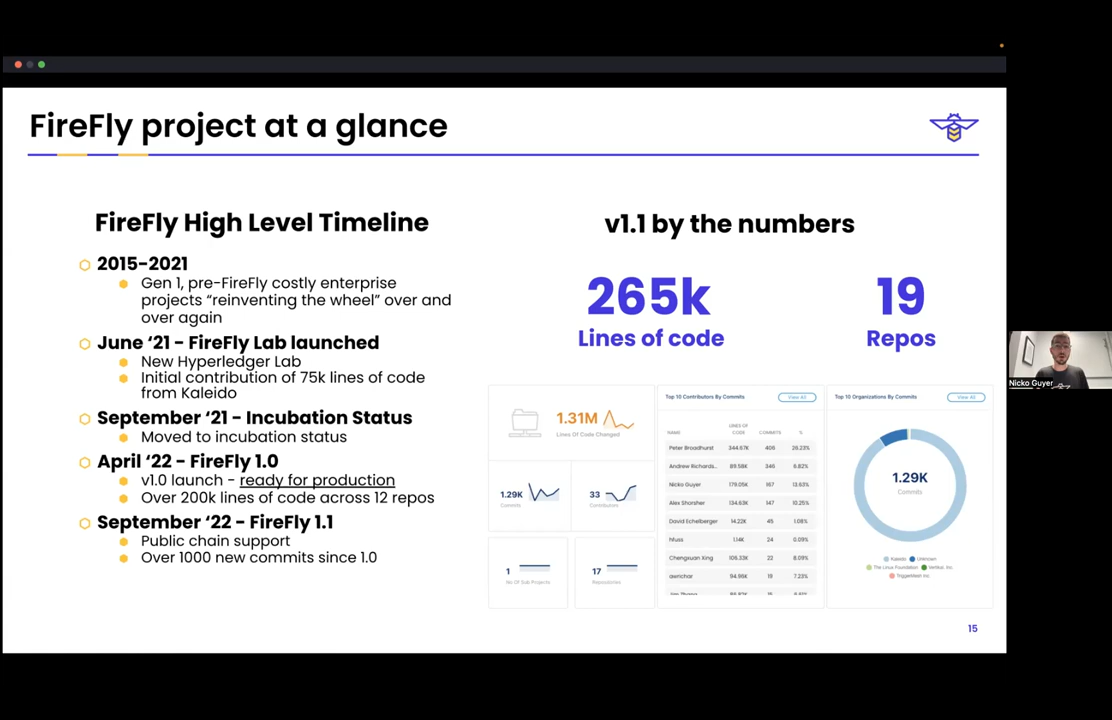 FireFly project at a glance
FireFly High Level Timeline
2015-2021
Gen 1, pre-FireFly costly enterprise
projects “reinventing the wheel” over and
over again
June ‘21 - FireFly Lab launched
New Hyperledger Lab
Initial contribution of 75k lines of code
from Kaleido
September ‘21 - Incubation Status
Moved to incubation status
April ‘22 - FireFly 1.0
v1.0 launch - ready for production
Over 200k lines of code across 12 repos
September ‘22 - FireFly 1.1
Public chain support
Over 1000 new commits since 1.0
v1.1 by the numbers
265k
Lines of code
19
Repos
1.31M
Lines Of Code Changed
1.29K
Commits
33
Contributors
1
No Of Sub Projects
17
Repositories
Top 10 Contributors By Commits
View All
NAME LINES OF CODE COMMITS %
Peter Broadhurst 344.67K 406 26.23%
Andrew Richards.. 89.58K 346 6.82%
Nicko Guyer 179.05K 167 13.63%
Alex Shorsher 134.63K 147 10.25%
David Echelberger 14.22K 45 1.08%
hfuss 1.14K 24 0.09%
Chengxuan Xing 106.33K 22 8.09%
awrichar 94.96K 19 7.23%
Top 10 Organizations By Commits
View All
1.29K
Commits
Kaleido Unknown
The Linux Foundation
TriggerMesh Inc.
15
Nicko Guyer